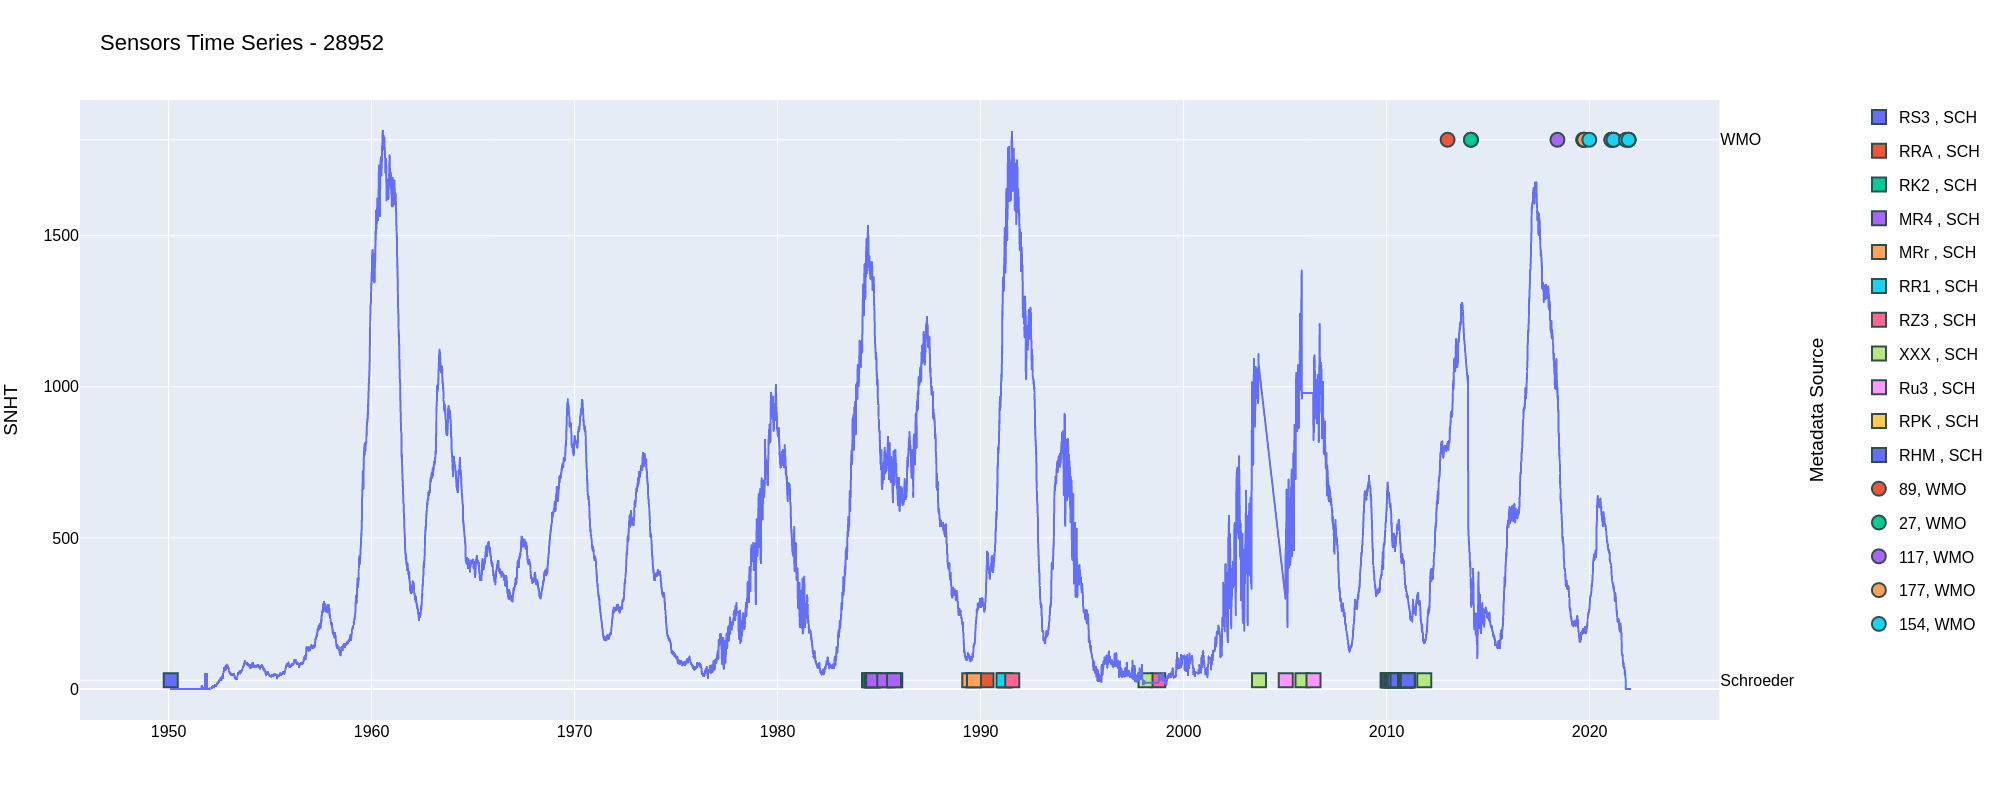 Sensors Time Series - 28952
SNHT
1500
1000
500
0
1950
1960
1970
1980
1990
2000
2010
2020
WMO
Schroeder
Metadata Source
RS3 , SCH
RRA , SCH
RK2 , SCH
MR4 , SCH
MRr , SCH
RR1 , SCH
RZ3 , SCH
XXX , SCH
Ru3 , SCH
RPK , SCH
RHM , SCH
89, WMO
27, WMO
117, WMO
177, WMO
154, WMO